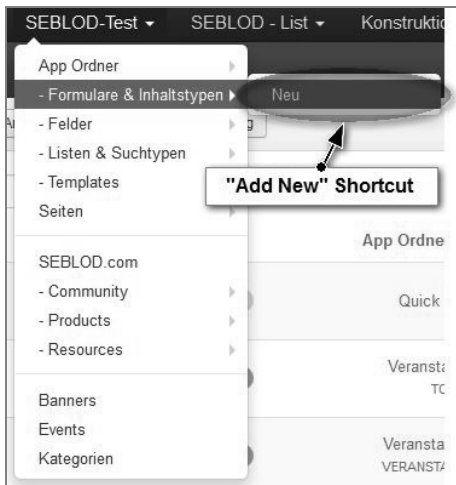 SEBLOD-Test SEBLOD - List Konstruktio
App Ordner
- Formulare & Inhaltstypen Neu
- Felder
- Listen & Suchtypen
- Templates
"Add New" Shortcut
Seiten
App Ordne
SEBLOD.com
- Community
Quick
- Products
- Resources
Veransta
TO
Banners
Events
Veransta
Kategorien
VERANSTA